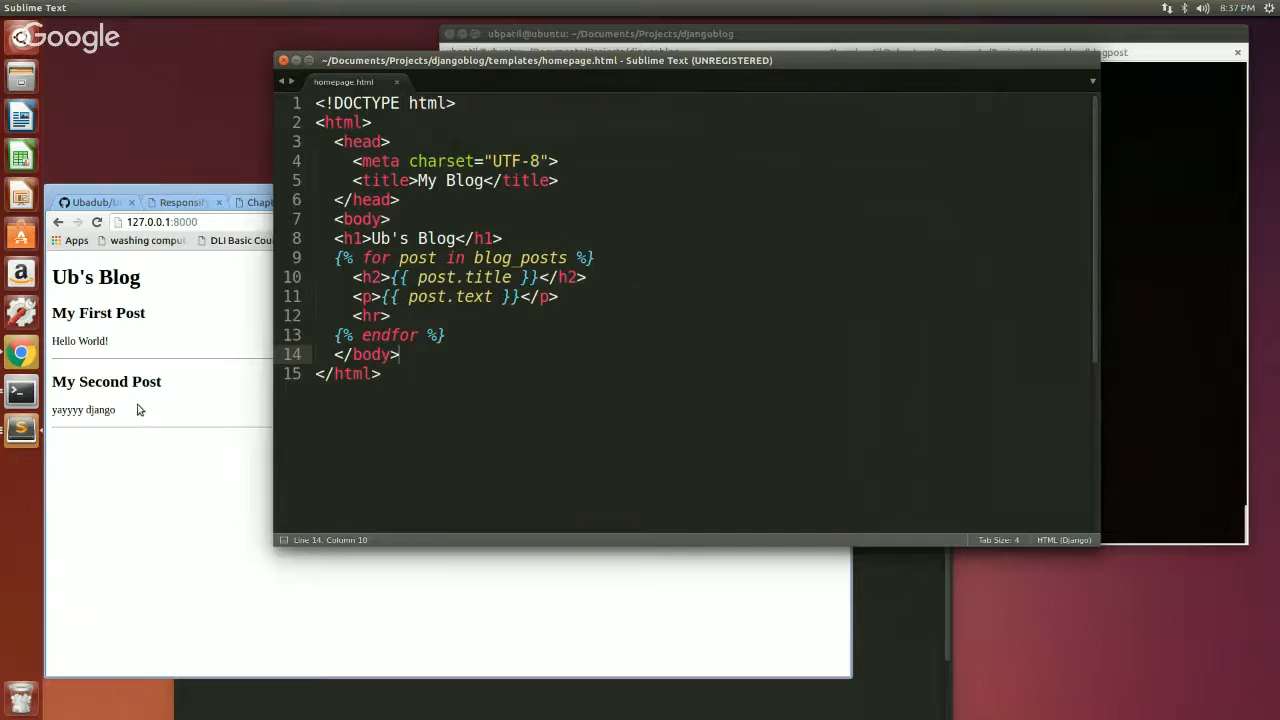 Sublime Text
8:37 PM
Google
ubpatil@ubuntu: ~/Documents/Projects/djangoblog
~/Documents/Projects/djangoblog/templates/homepage.html - Sublime Text (UNREGISTERED)
homepage.html
1 <!DOCTYPE html>
2 <html>
3 <head>
4 <meta charset="UTF-8">
5 <title>My Blog</title>
6 </head>
7 <body>
8 <h1>Ub's Blog</h1>
9 {% for post in blog_posts %}
10 <h2>{{ post.title }}</h2>
11 <p>{{ post.text }}</p>
12 <hr>
13 {% endfor %}
14 </body>
15 </html>
Line 14, Column 10
Tab Size: 4
HTML (Django)
Ubadub/
Responsify
Chapt
127.0.0.1:8000
Apps
washing comput
DLI Basic Cou
Ub's Blog
My First Post
Hello World!
My Second Post
yayyyy django